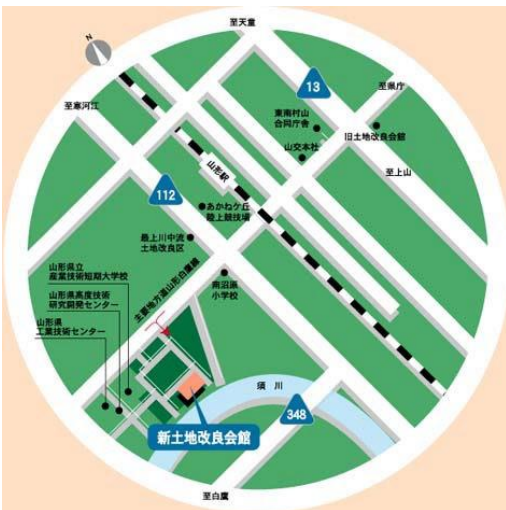 至天童
N
13
至県庁
至寒河江
東南村山
合同庁舎
旧土地改良会館
山交本社
至上山
山形駅
112
あかねケ丘
陸上競技場
最上川中流
土地改良区
主要地方道山形白鷹線
山形県立
産業技術短期大学校
南沼原
小学校
山形県高度技術
研究開発センター
山形県
工業技術センター
須川
348
新土地改良会館
至白鷹